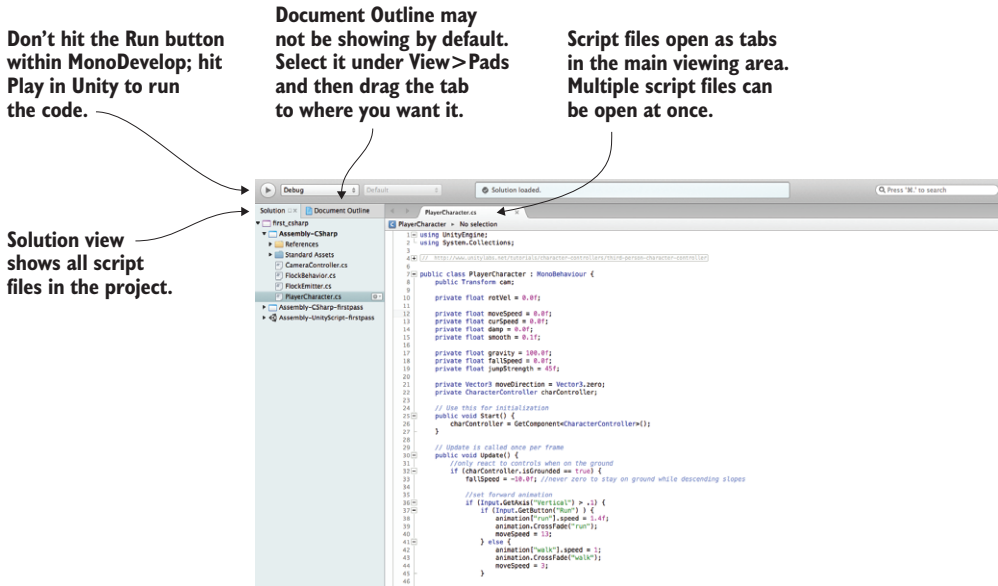 Don't hit the Run button
within MonoDevelop; hit
Play in Unity to run
the code.
Document Outline may
not be showing by default.
Select it under View>Pads
and then drag the tab
to where you want it.
Script files open as tabs
in the main viewing area.
Multiple script files can
be open at once.
Solution view
shows all script
files in the project.
Debug
Default
Solution loaded.
Press '⌘.' to search
Solution
Document Outline
first_csharp
Assembly-CSharp
References
Standard Assets
CameraController.cs
FlockBehavior.cs
FlockEmitter.cs
PlayerCharacter.cs
Assembly-CSharp-firstpass
Assembly-UnityScript-firstpass
PlayerCharacter.cs
PlayerCharacter ▸ No selection
1 using UnityEngine;
2 using System.Collections;
3
4 // http://www.unitylabs.net/tutorials/character-controllers/third-person-character-controller
6
7 public class PlayerCharacter : MonoBehaviour {
8 public Transform cam;
9
10 private float rotVel = 0.0f;
11
12 private float moveSpeed = 0.0f;
13 private float curSpeed = 0.0f;
14 private float damp = 0.0f;
15 private float smooth = 0.1f;
16
17 private float gravity = 100.0f;
18 private float fallSpeed = 0.0f;
19 private float jumpStrength = 45f;
20
21 private Vector3 moveDirection = Vector3.zero;
22 private CharacterController charController;
23
24 // Use this for initialization
25 public void Start() {
26 charController = GetComponent<CharacterController>();
27 }
28
29 // Update is called once per frame
30 public void Update() {
31 //only react to controls when on the ground
32 if (charController.isGrounded == true) {
33 fallSpeed = -10.0f; //never zero to stay on ground while descending slopes
34
35 //set forward animation
36 if (Input.GetAxis("Vertical") > .1) {
37 if (Input.GetButton("Run") ) {
38 animation["run"].speed = 1.4f;
39 animation.CrossFade("run");
40 moveSpeed = 13;
41 } else {
42 animation["walk"].speed = 1;
43 animation.CrossFade("walk");
44 moveSpeed = 3;
45 }
46